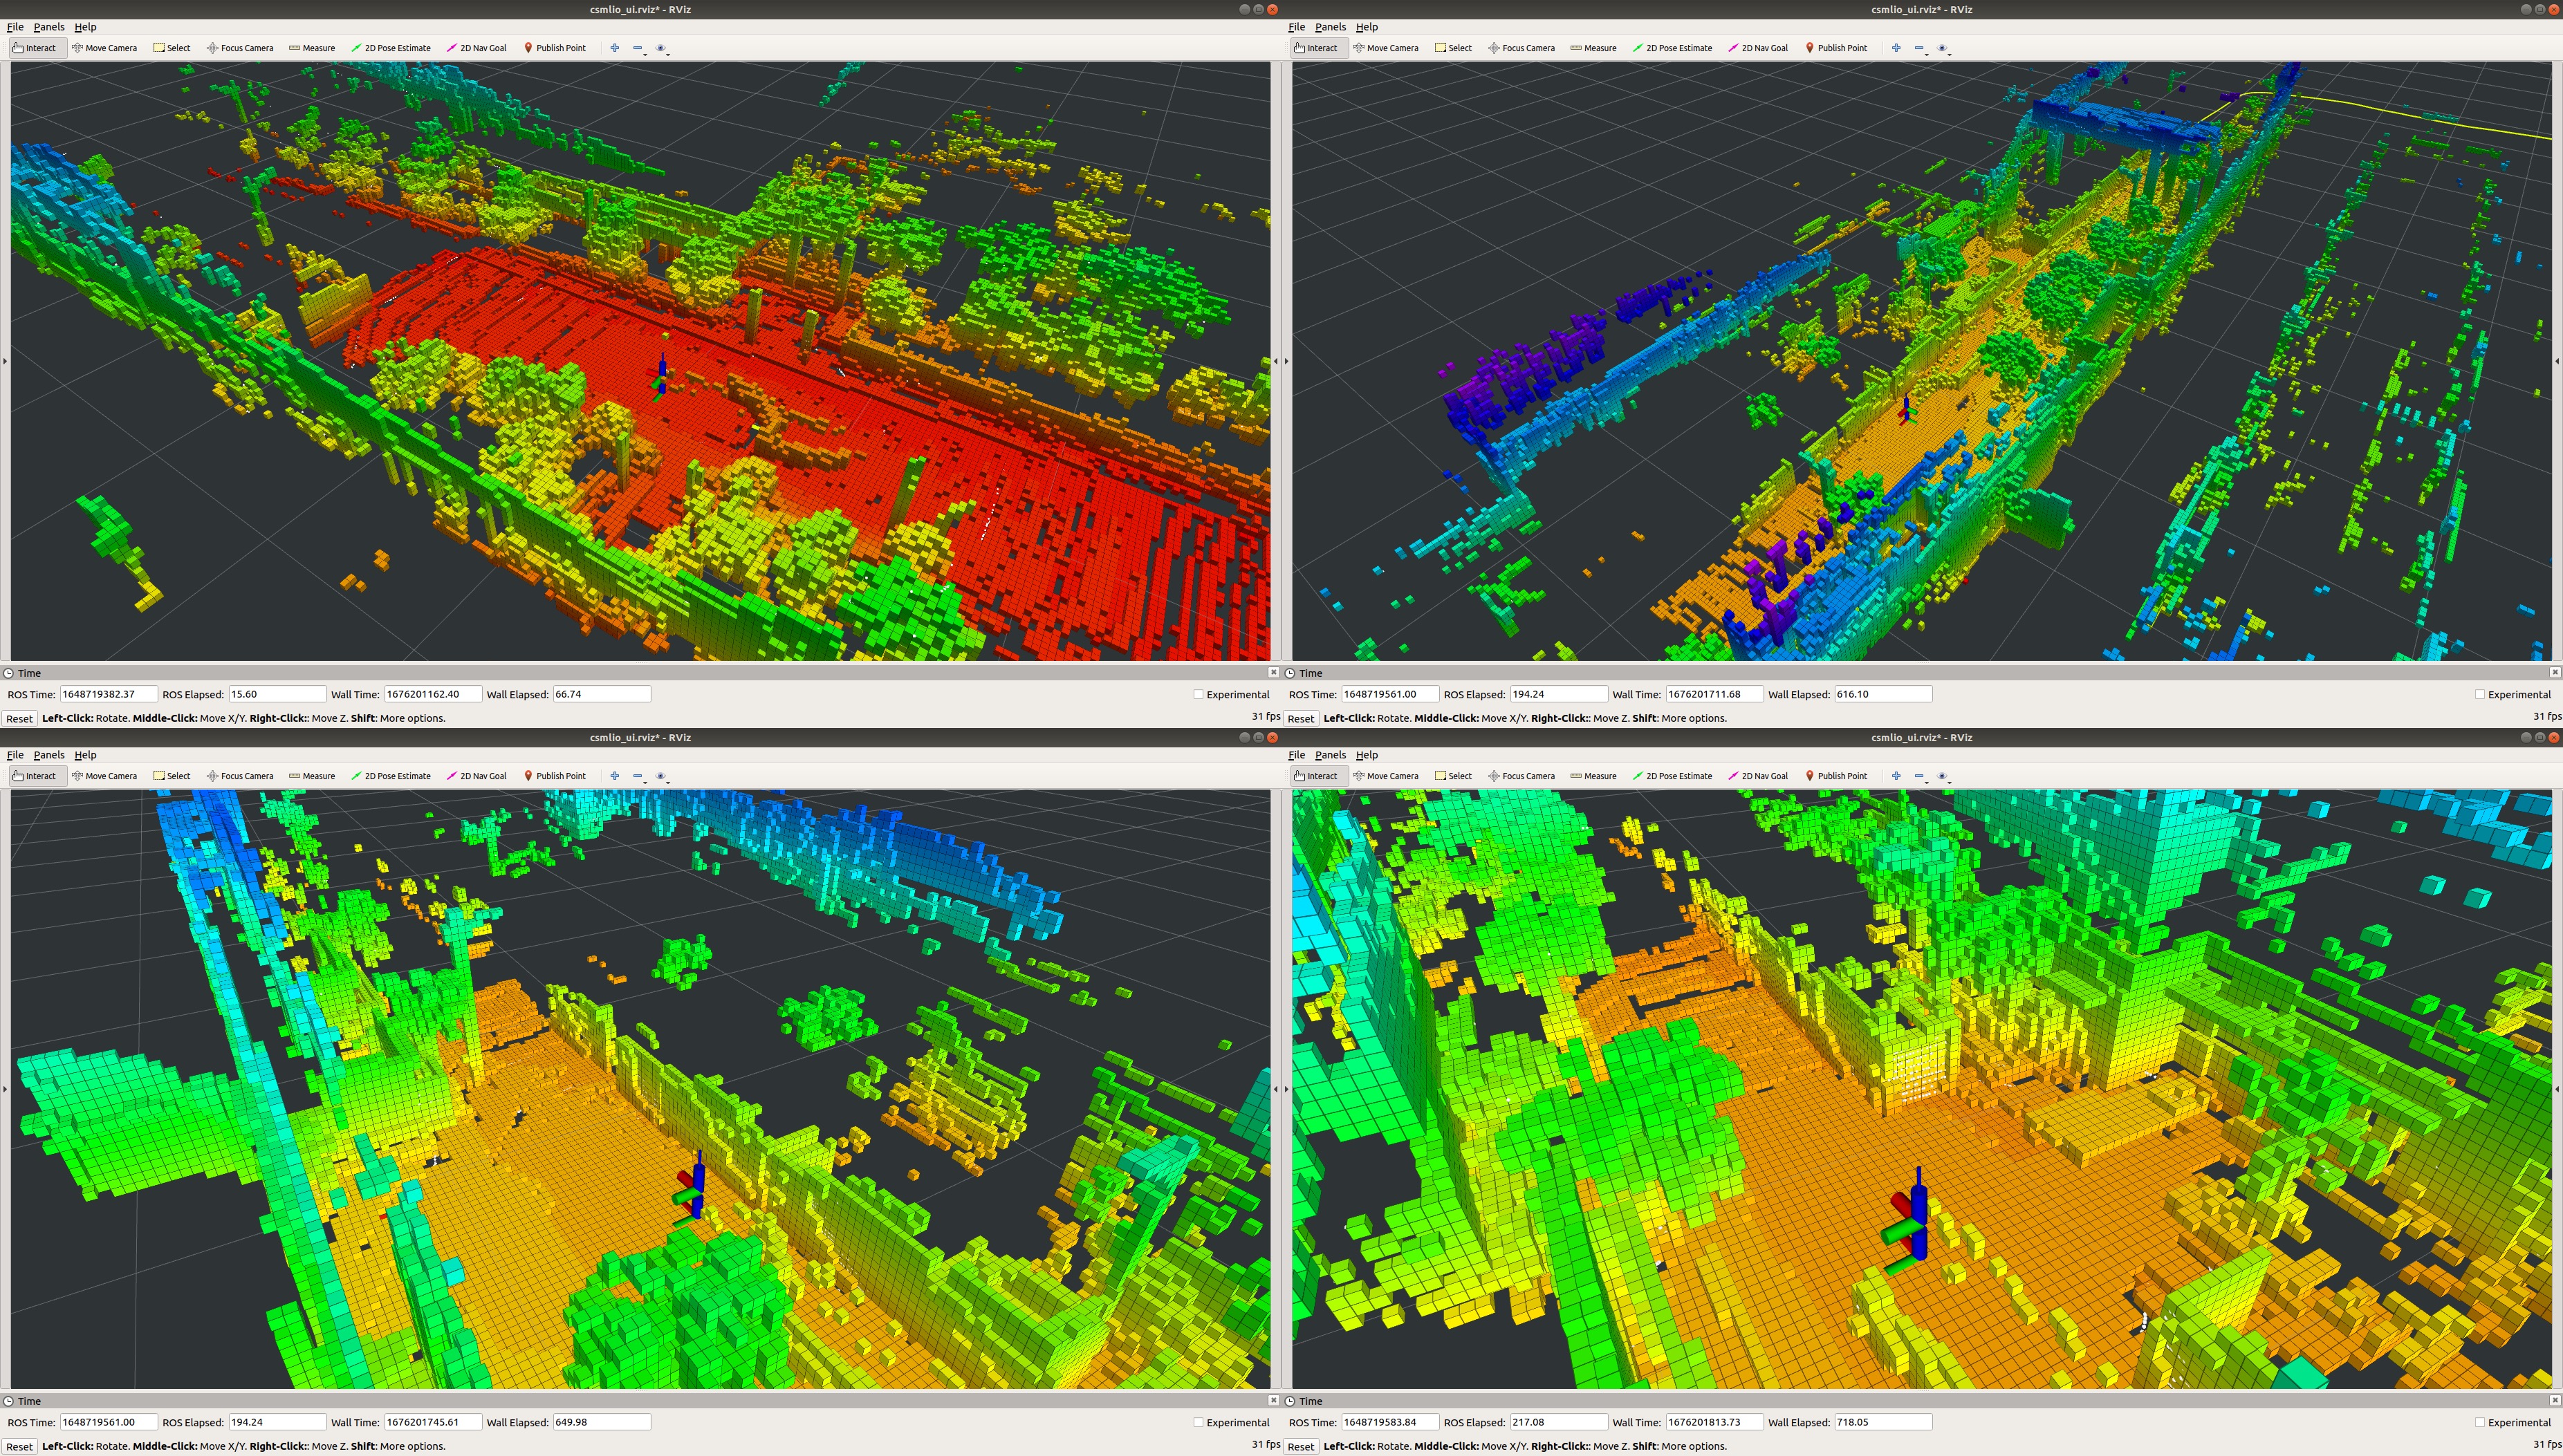 csmlio_ui.rviz* - RViz
File Panels Help
Interact Move Camera Select Focus Camera Measure 2D Pose Estimate 2D Nav Goal Publish Point
Time
ROS Time: 1648719382.37 ROS Elapsed: 15.60 Wall Time: 1676201162.40 Wall Elapsed: 66.74 Experimental
Reset Left-Click: Rotate. Middle-Click: Move X/Y. Right-Click:: Move Z. Shift: More options. 31 fps
csmlio_ui.rviz* - RViz
File Panels Help
Interact Move Camera Select Focus Camera Measure 2D Pose Estimate 2D Nav Goal Publish Point
Time
ROS Time: 1648719561.00 ROS Elapsed: 194.24 Wall Time: 1676201711.68 Wall Elapsed: 616.10 Experimental
Reset Left-Click: Rotate. Middle-Click: Move X/Y. Right-Click:: Move Z. Shift: More options. 31 fps
csmlio_ui.rviz* - RViz
File Panels Help
Interact Move Camera Select Focus Camera Measure 2D Pose Estimate 2D Nav Goal Publish Point
Time
ROS Time: 1648719561.00 ROS Elapsed: 194.24 Wall Time: 1676201745.61 Wall Elapsed: 649.98 Experimental
Reset Left-Click: Rotate. Middle-Click: Move X/Y. Right-Click:: Move Z. Shift: More options. 31 fps
csmlio_ui.rviz* - RViz
File Panels Help
Interact Move Camera Select Focus Camera Measure 2D Pose Estimate 2D Nav Goal Publish Point
Time
ROS Time: 1648719583.84 ROS Elapsed: 217.08 Wall Time: 1676201813.73 Wall Elapsed: 718.05 Experimental
Reset Left-Click: Rotate. Middle-Click: Move X/Y. Right-Click:: Move Z. Shift: More options. 31 fps